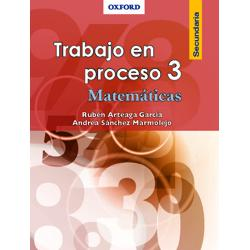 OXFORD
Secundaria
Trabajo en
proceso 3
Matemáticas
Rubén Arteaga García
Andrea Sánchez Marmolejo